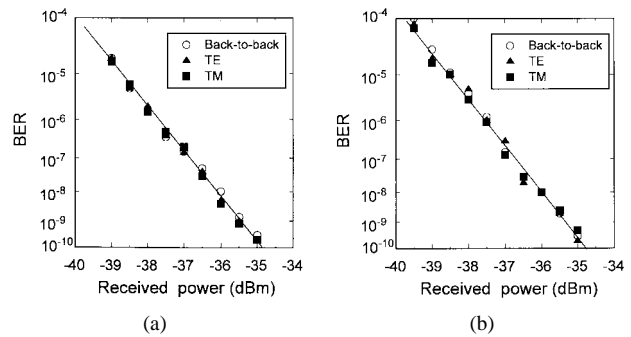 10⁻⁴
10⁻⁵
10⁻⁶
10⁻⁷
10⁻⁸
10⁻⁹
10⁻¹⁰
BER
Back-to-back
TE
TM
-40 -39 -38 -37 -36 -35 -34
Received power (dBm)
(a)
10⁻⁴
10⁻⁵
10⁻⁶
10⁻⁷
10⁻⁸
10⁻⁹
10⁻¹⁰
BER
Back-to-back
TE
TM
-40 -39 -38 -37 -36 -35 -34
Received power (dBm)
(b)